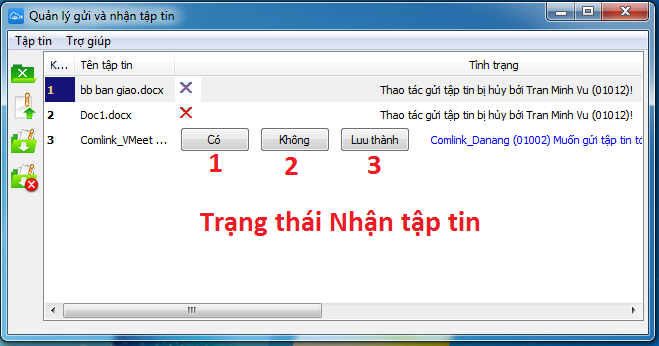 Quản lý gửi và nhận tập tin
Tập tin Trợ giúp
K... Tên tập tin Tình trạng
1 bb ban giao.docx Thao tác gửi tập tin bị hủy bởi Tran Minh Vu (01012)!
2 Doc1.docx Thao tác gửi tập tin bị hủy bởi Tran Minh Vu (01012)!
3 Comlink_VMeet ... Có Không Lưu thành Comlink_Danang (01002) Muốn gửi tập tin tớ
1 2 3
Trạng thái Nhận tập tin